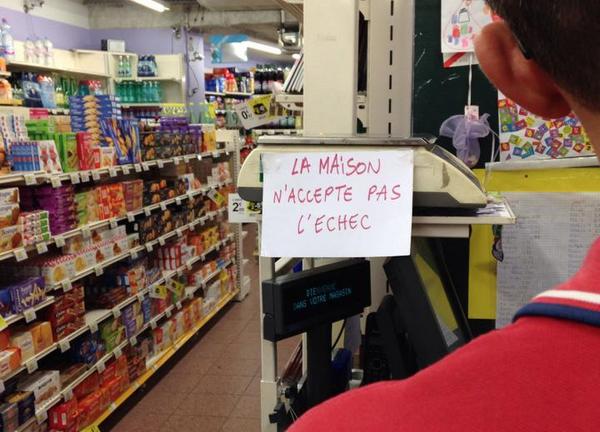 LA MAISON
N'ACCEPTE PAS
L'ECHEC
BIENVENUE
DANS VOTRE MAGASIN